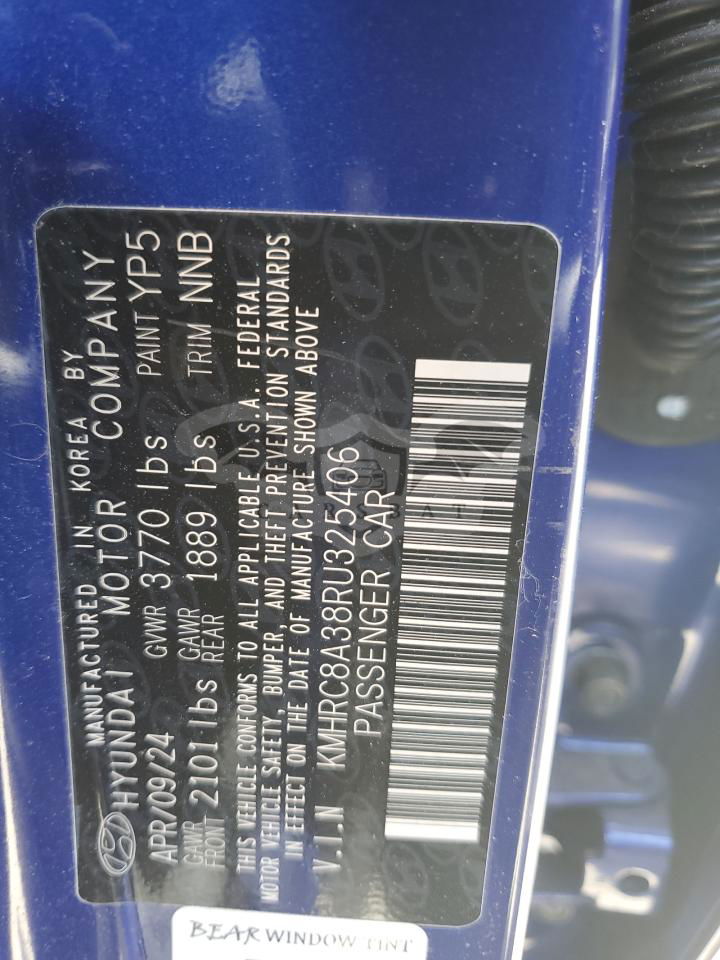 MANUFACTURED IN KOREA BY
HYUNDAI MOTOR COMPANY
APR/09/24 GVWR 3770 lbs PAINT YP5
GAWR FRONT 2101 lbs GAWR REAR 1889 lbs TRIM NNB
THIS VEHICLE CONFORMS TO ALL APPLICABLE U.S.A. FEDERAL
MOTOR VEHICLE SAFETY, BUMPER, AND THEFT PREVENTION STANDARDS
IN EFFECT ON THE DATE OF MANUFACTURE SHOWN ABOVE
V.I.N KMHRC8A38RU325406
PASSENGER CAR
BEAR WINDOW TINT